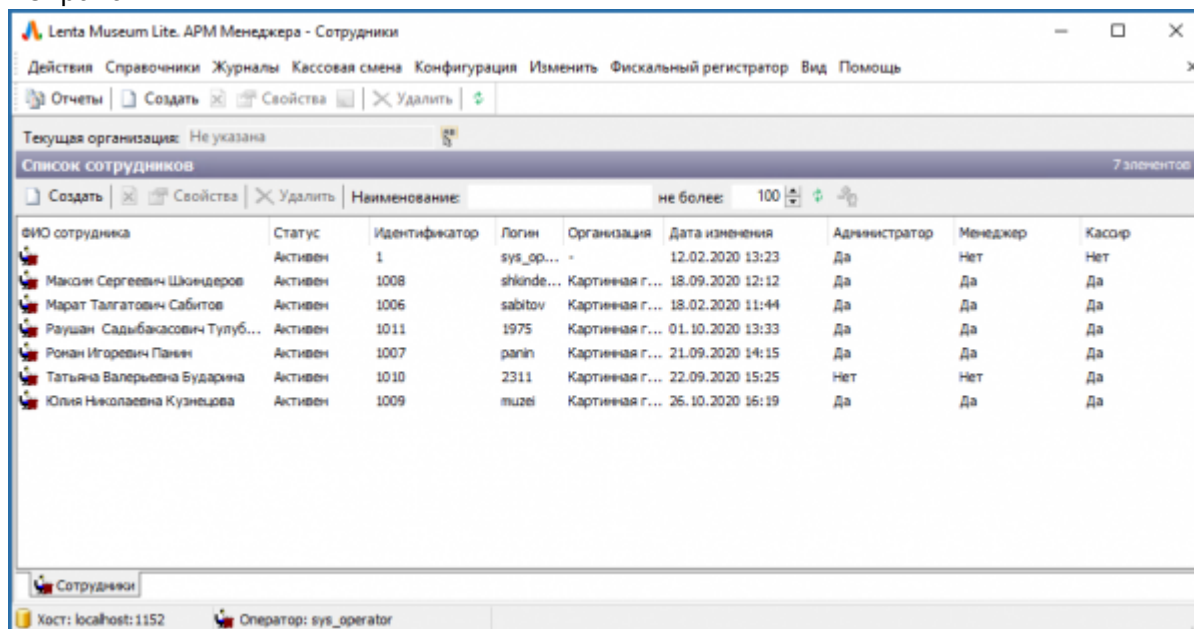 Lenta Museum Lite. АРМ Менеджера - Сотрудники
Действия Справочники Журналы Кассовая смена Конфигурация Изменить Фискальный регистратор Вид Помощь
Отчеты Создать Свойства Удалить
Текущая организация: Не указана
Список сотрудников 7 элементов
Создать Свойства Удалить Наименование: не более: 100
ФИО сотрудника Статус Идентификатор Логин Организация Дата изменения Администратор Менеджер Кассир
Активен 1 sys_op... - 12.02.2020 13:23 Да Нет Нет
Максим Сергеевич Шкиндеров Активен 1008 shkinde... Картинная г... 18.09.2020 12:12 Да Да Да
Марат Талгатович Сабитов Активен 1006 sabitov Картинная г... 18.02.2020 11:44 Да Да Да
Раушан Садыбакасович Тулуб... Активен 1011 1975 Картинная г... 01.10.2020 13:33 Да Да Да
Роман Игоревич Панин Активен 1007 panin Картинная г... 21.09.2020 14:15 Да Да Да
Татьяна Валерьевна Бударина Активен 1010 2311 Картинная г... 22.09.2020 15:25 Нет Нет Да
Юлия Николаевна Кузнецова Активен 1009 muzei Картинная г... 26.10.2020 16:19 Да Да Да
Сотрудники
Хост: localhost:1152 Оператор: sys_operator